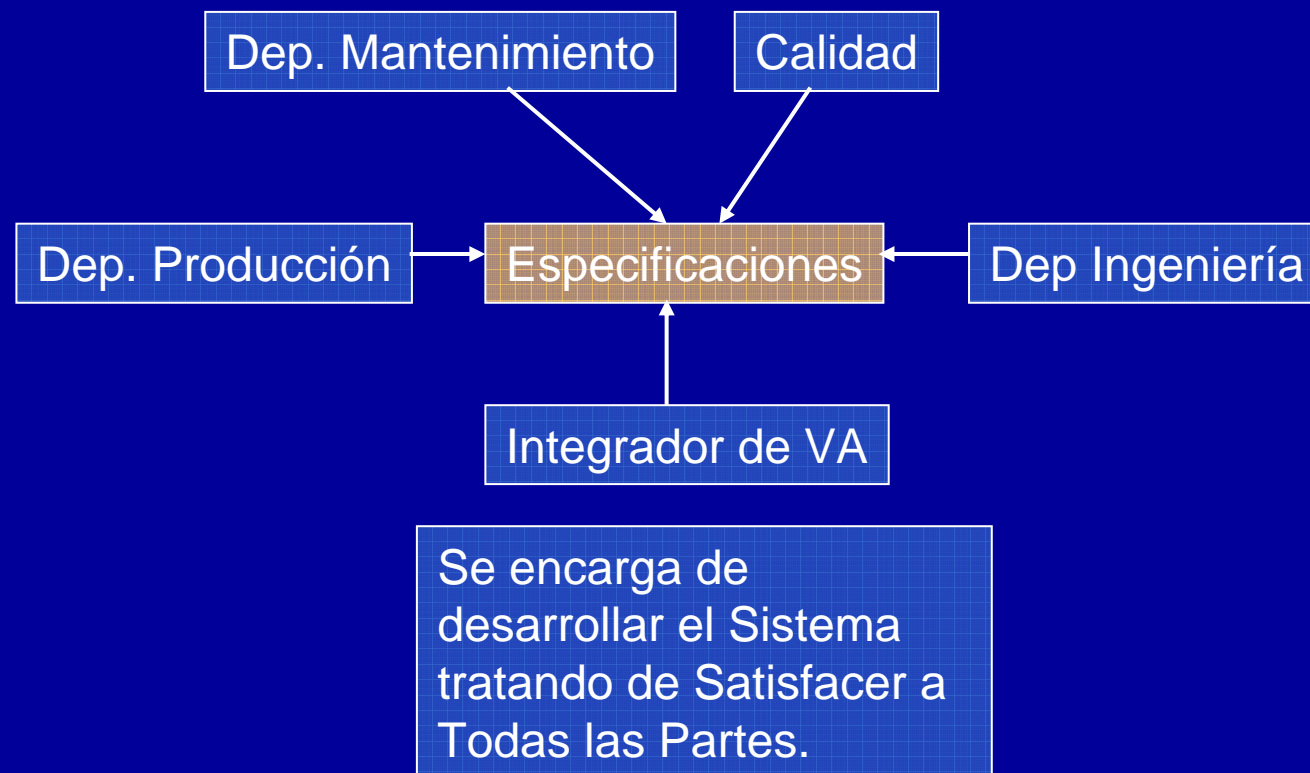 Dep. Mantenimiento
Calidad
Dep. Producción
Especificaciones
Dep Ingeniería
Integrador de VA
Se encarga de
desarrollar el Sistema
tratando de Satisfacer a
Todas las Partes.